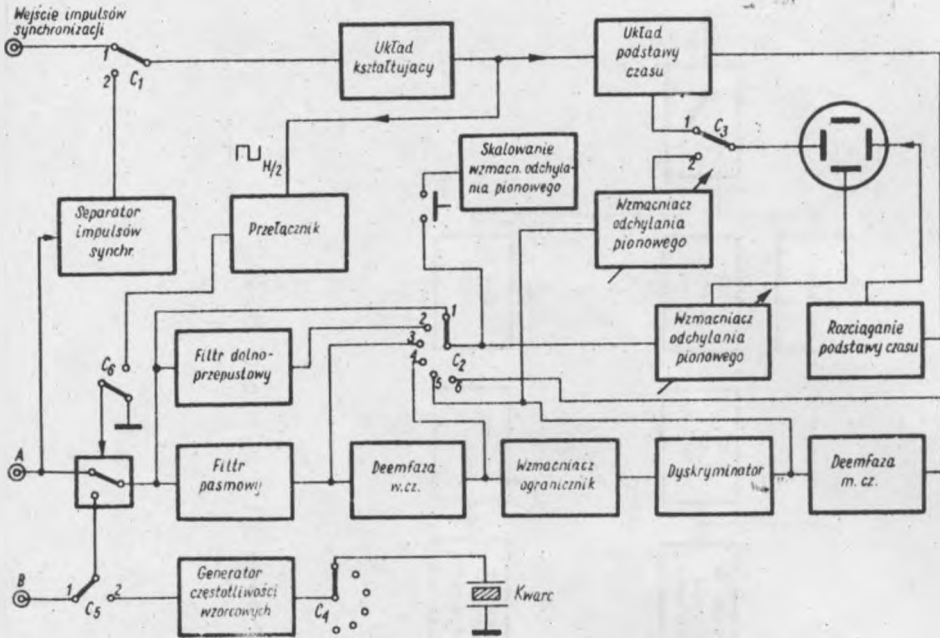 Wejście impulsów
synchronizacji
1
2
C1
Układ
kształtujący
Układ
podstawy
czasu
1
2
C3
H/2
Skalowanie
wzmacn. odchyla-
nia pionowego
Separator
impulsów
synchr.
Przełącznik
Wzmacniacz
odchylania
pionowego
C6
Filtr dolno-
przepustowy
1
2
3
4
5
6
C2
Wzmacniacz
odchylania
pionowego
Rozciąganie
podstawy czasu
A
Filtr
pasmowy
Deemfaza
w.cz.
Wzmacniacz
ogranicznik
Dyskryminator
Deemfaza
m. cz.
B
1
2
C5
Generator
częstotliwości
wzorcowych
C4
Kwarc